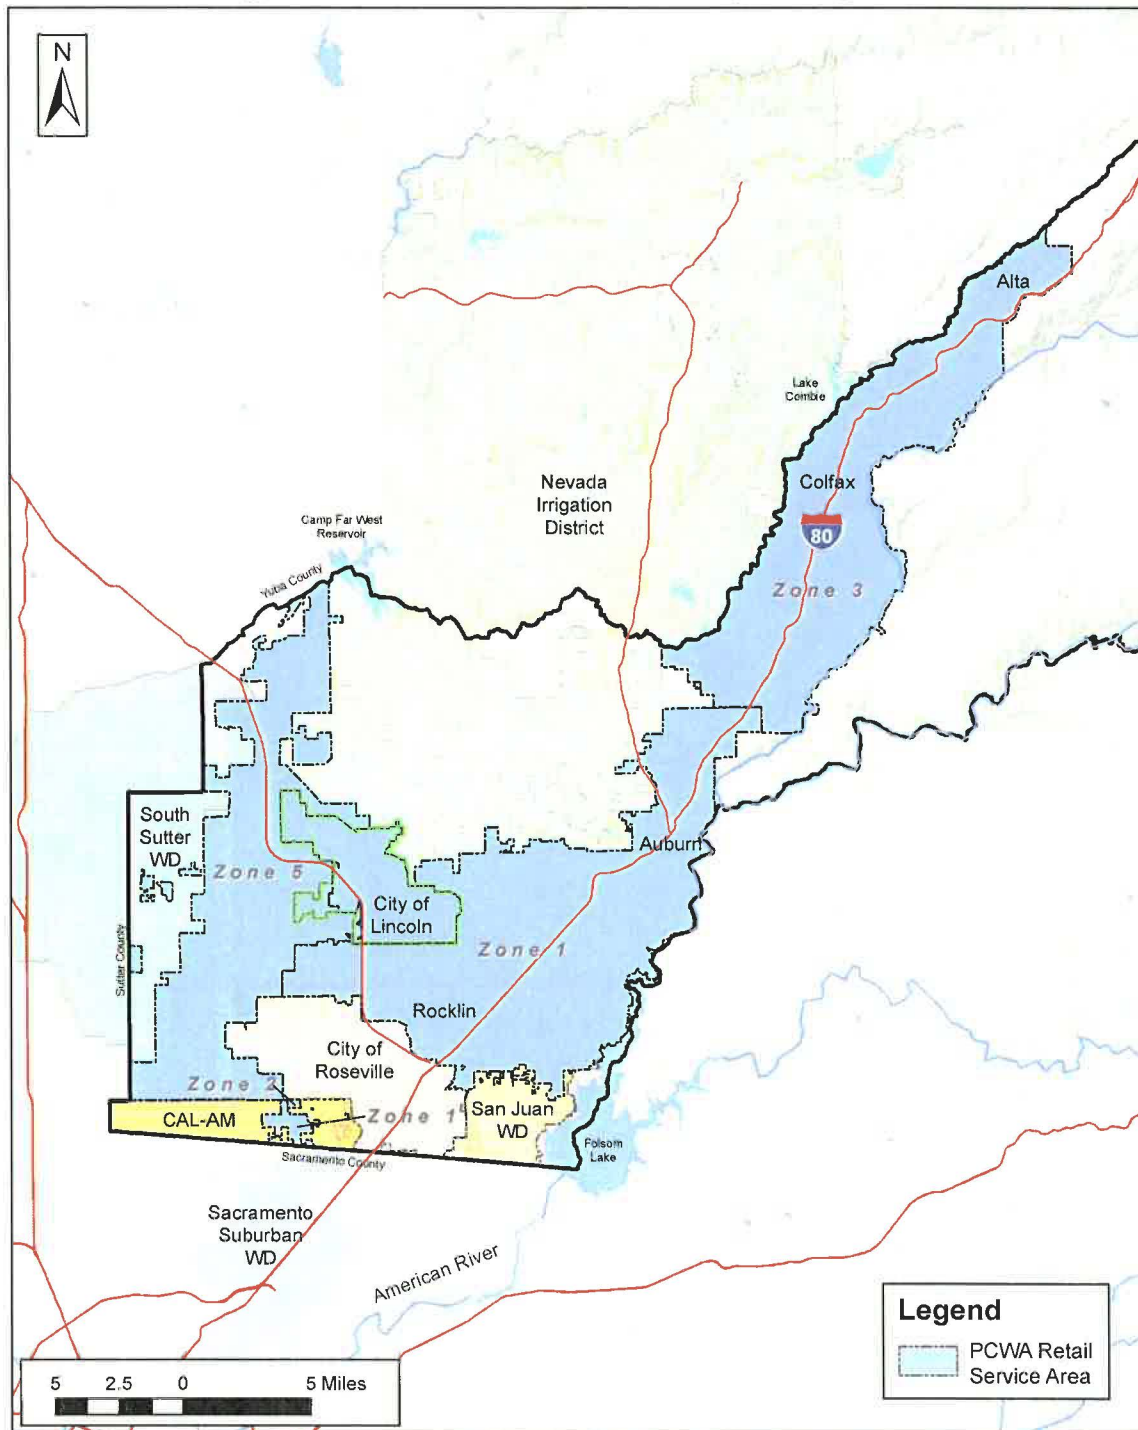 N
Alta
Lake
Combie
Colfax
Nevada
Irrigation
District
80
Camp Far West
Reservoir
Yuba County
Zone 3
South
Sutter
WD
Auburn
Zone 5
City of
Lincoln
Zone 1
Sutter County
Rocklin
City of
Roseville
Zone 2
CAL-AM
Zone 1
San Juan
WD
Folsom
Lake
Sacramento County
Sacramento
Suburban
WD
American River
Legend
PCWA Retail
Service Area
5 2.5 0 5 Miles